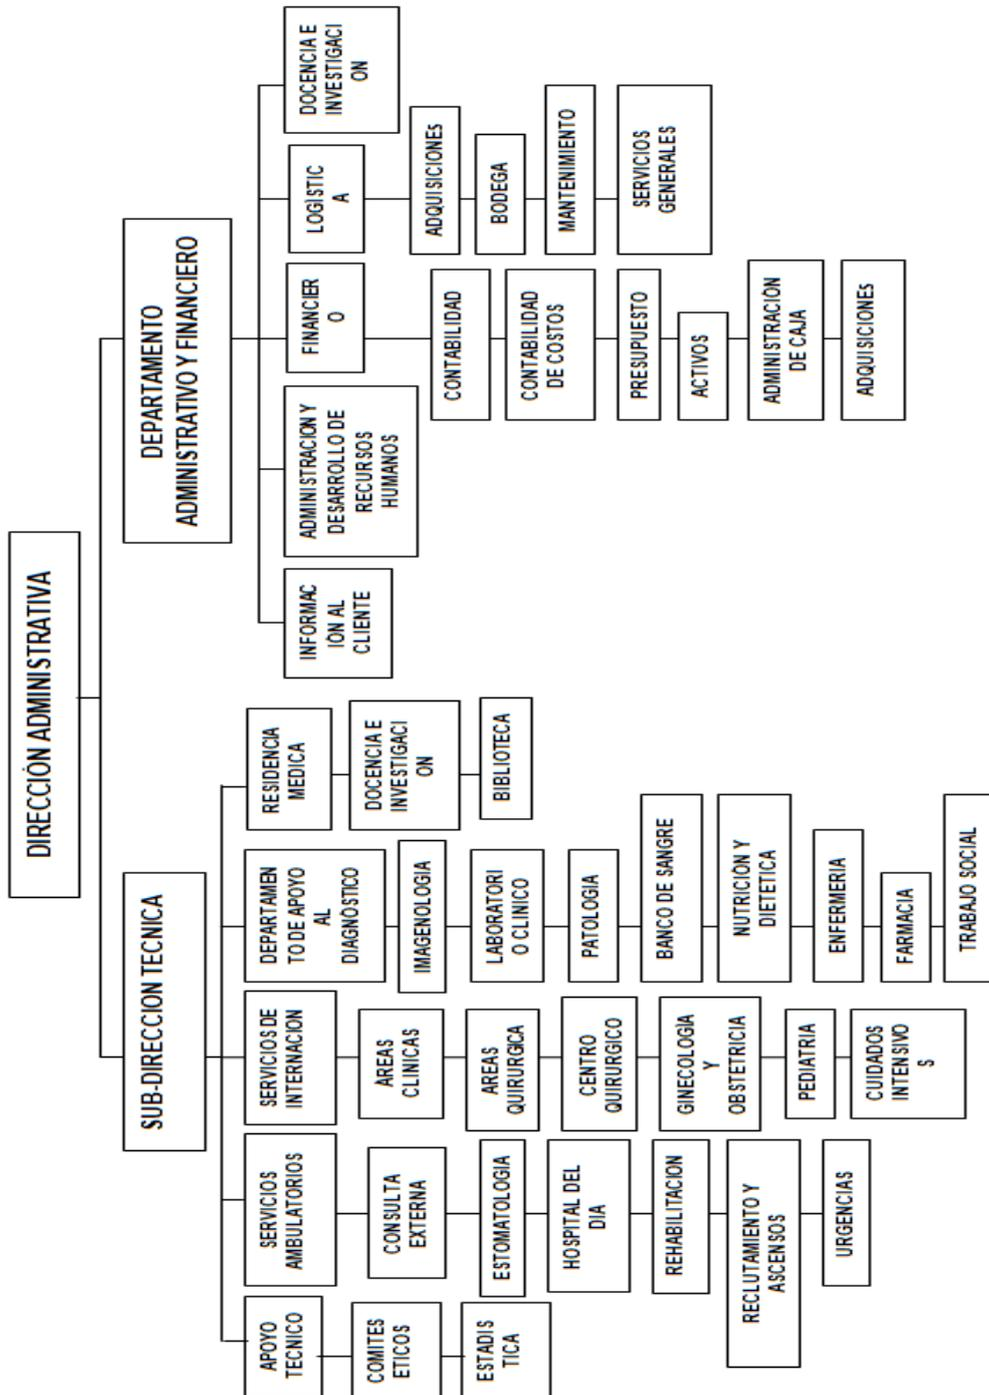 DIRECCIÓN ADMINISTRATIVA
SUB-DIRECCION TECNICA
DEPARTAMENTO
ADMINISTRATIVO Y FINANCIERO
APOYO
TECNICO
COMITES
ETICOS
ESTADIS
TICA
SERVICIOS
AMBULATORIOS
CONSULTA
EXTERNA
ESTOMATOLOGIA
HOSPITAL DEL
DIA
REHABILITACION
RECLUTAMIENTO Y
ASCENSOS
URGENCIAS
SERVICIOS DE
INTERNACION
AREAS
CLINICAS
AREAS
QUIRURGICA
CENTRO
QUIRURGICO
GINECOLOGÍA
Y
OBSTETRICIA
PEDIATRIA
CUIDADOS
INTENSIVO
S
DEPARTAMEN
TO DE APOYO
AL
DIAGNÓSTICO
IMAGENOLOGIA
LABORATORI
O CLINICO
PATOLOGIA
BANCO DE SANGRE
NUTRICIÓN Y
DIETETICA
ENFERMERIA
FARMACIA
TRABAJO SOCIAL
RESIDENCIA
MEDICA
DOCENCIA E
INVESTIGACI
ON
BIBLIOTECA
INFORMAC
IÓN AL
CLIENTE
ADMINISTRACION Y
DESARROLLO DE
RECURSOS
HUMANOS
FINANCIER
O
CONTABILIDAD
CONTABILIDAD
DE COSTOS
PRESUPUESTO
ACTIVOS
ADMINISTRACION
DE CAJA
ADQUISICIONEs
LOGÍSTIC
A
ADQUISICIONEs
BODEGA
MANTENIMIENTO
SERVICIOS
GENERALES
DOCENCIA E
INVESTIGACI
ON